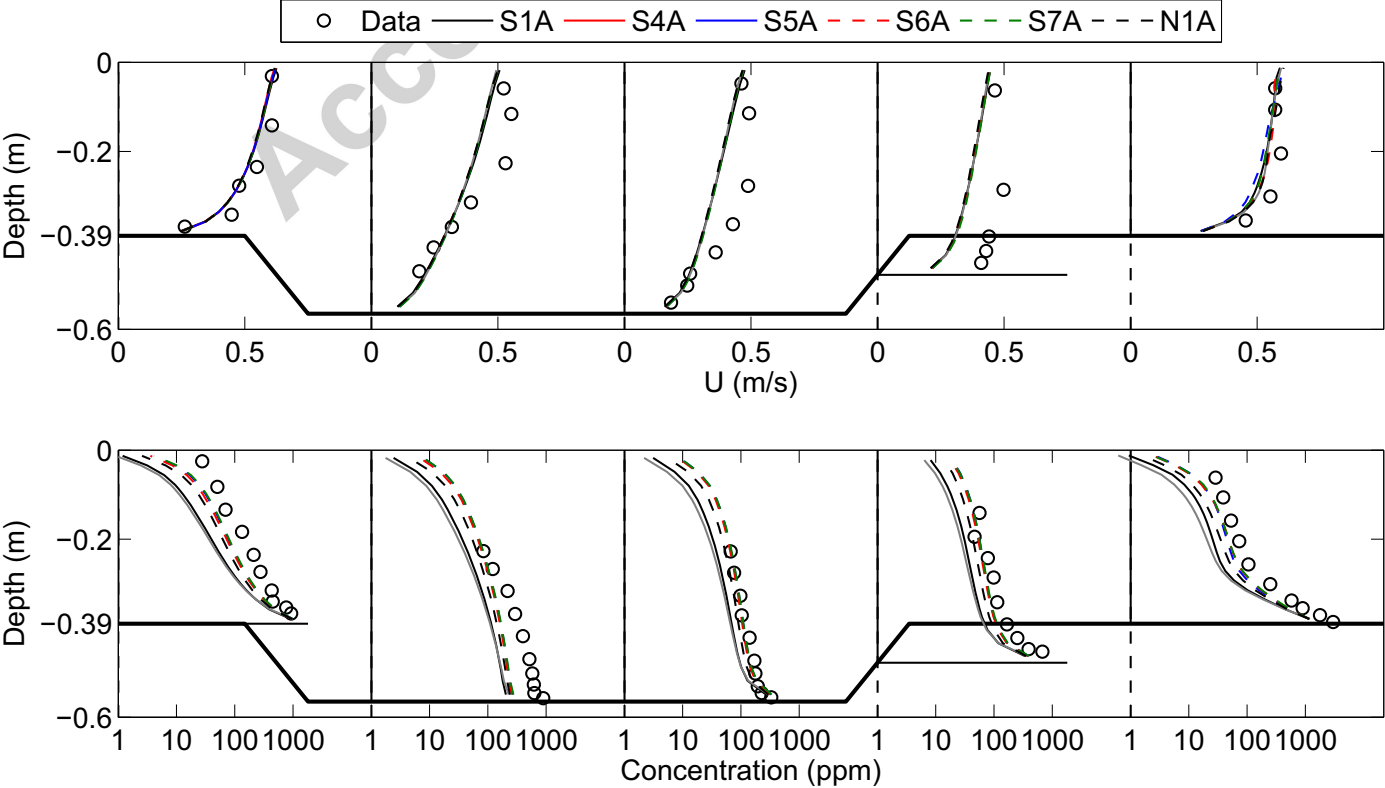 Data S1A S4A S5A S6A S7A N1A
Acce
0
−0.2
−0.39
−0.6
Depth (m)
0 0.5 0 0.5 0 0.5 0 0.5 0 0.5
U (m/s)
0
−0.2
−0.39
−0.6
Depth (m)
1 10 100 1000 1 10 100 1000 1 10 100 1000 1 10 100 1000 1 10 100 1000
Concentration (ppm)